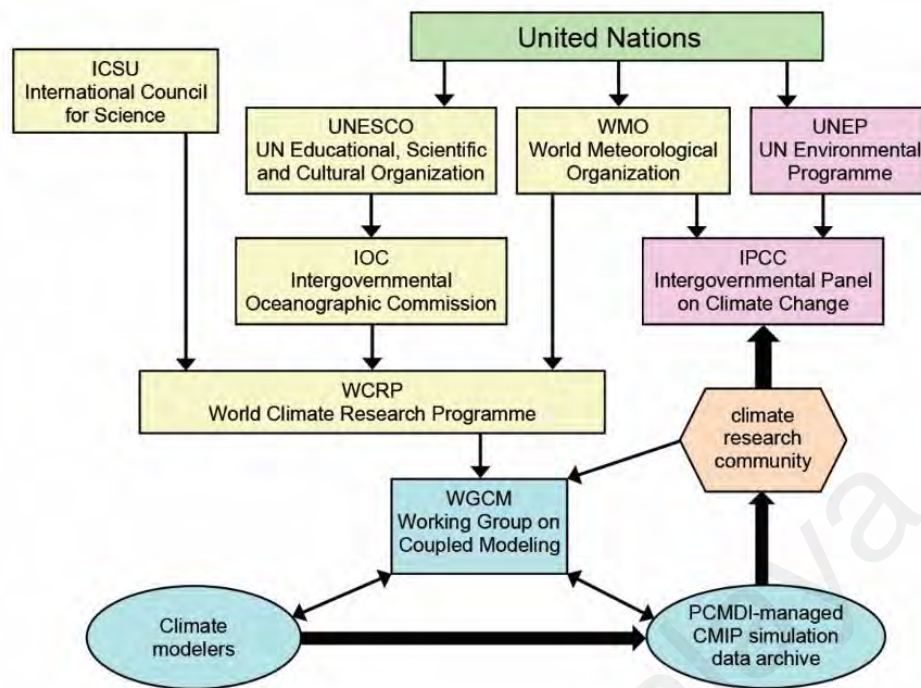 United Nations
ICSU
International Council
for Science
UNESCO
UN Educational, Scientific
and Cultural Organization
WMO
World Meteorological
Organization
UNEP
UN Environmental
Programme
IOC
Intergovernmental
Oceanographic Commission
IPCC
Intergovernmental Panel
on Climate Change
WCRP
World Climate Research Programme
climate
research
community
WGCM
Working Group on
Coupled Modeling
Climate
modelers
PCMDI-managed
CMIP simulation
data archive